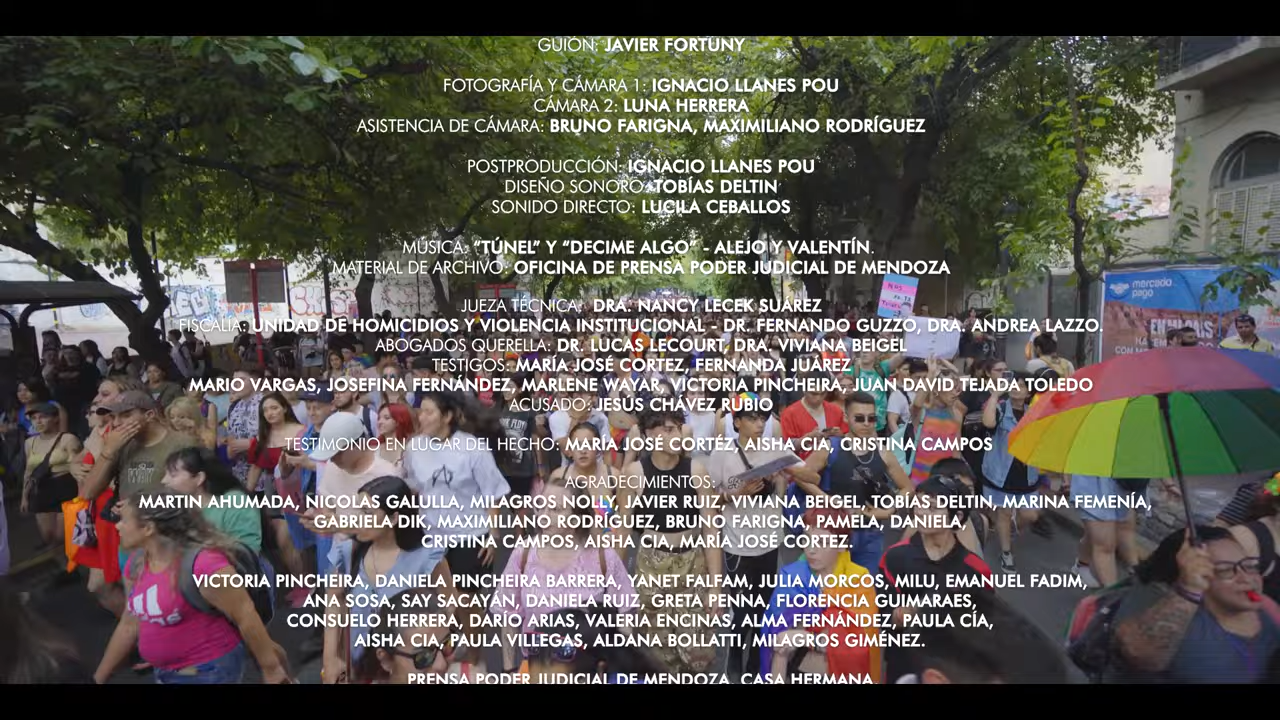 GUIÓN: JAVIER FORTUNY
FOTOGRAFÍA Y CÁMARA 1: IGNACIO LLANES POU
CÁMARA 2: LUNA HERRERA
ASISTENCIA DE CÁMARA: BRUNO FARIGNA, MAXIMILIANO RODRÍGUEZ
POSTPRODUCCIÓN: IGNACIO LLANES POU
DISEÑO SONORO: TOBÍAS DELTIN
SONIDO DIRECTO: LUCILA CEBALLOS
MÚSICA: “TÚNEL” Y “DECIME ALGO” - ALEJO Y VALENTÍN.
MATERIAL DE ARCHIVO: OFICINA DE PRENSA PODER JUDICIAL DE MENDOZA
JUEZA TÉCNICA: DRA. NANCY LECEK SUÁREZ
FISCALÍA: UNIDAD DE HOMICIDIOS Y VIOLENCIA INSTITUCIONAL - DR. FERNANDO GUZZO, DRA. ANDREA LAZZO.
ABOGADOS QUERELLA: DR. LUCAS LECOURT, DRA. VIVIANA BEIGEL
TESTIGOS: MARÍA JOSÉ CORTEZ, FERNANDA JUÁREZ
MARIO VARGAS, JOSEFINA FERNÁNDEZ, MARLENE WAYAR, VICTORIA PINCHEIRA, JUAN DAVID TEJADA TOLEDO
ACUSADO: JESÚS CHÁVEZ RUBIO
TESTIMONIO EN LUGAR DEL HECHO: MARÍA JOSÉ CORTÉZ, AISHA CIA, CRISTINA CAMPOS
AGRADECIMIENTOS:
MARTIN AHUMADA, NICOLAS GALULLA, MILAGROS NOLLY, JAVIER RUIZ, VIVIANA BEIGEL, TOBÍAS DELTIN, MARINA FEMENÍA,
GABRIELA DIK, MAXIMILIANO RODRÍGUEZ, BRUNO FARIGNA, PAMELA, DANIELA,
CRISTINA CAMPOS, AISHA CIA, MARÍA JOSÉ CORTEZ.
VICTORIA PINCHEIRA, DANIELA PINCHEIRA BARRERA, YANET FALFAM, JULIA MORCOS, MILU, EMANUEL FADIM,
ANA SOSA, SAY SACAYÁN, DANIELA RUIZ, GRETA PENNA, FLORENCIA GUIMARAES,
CONSUELO HERRERA, DARÍO ARIAS, VALERIA ENCINAS, ALMA FERNÁNDEZ, PAULA CÍA,
AISHA CIA, PAULA VILLEGAS, ALDANA BOLLATTI, MILAGROS GIMÉNEZ.
PRENSA PODER JUDICIAL DE MENDOZA, CASA HERMANA,
mercado
pago